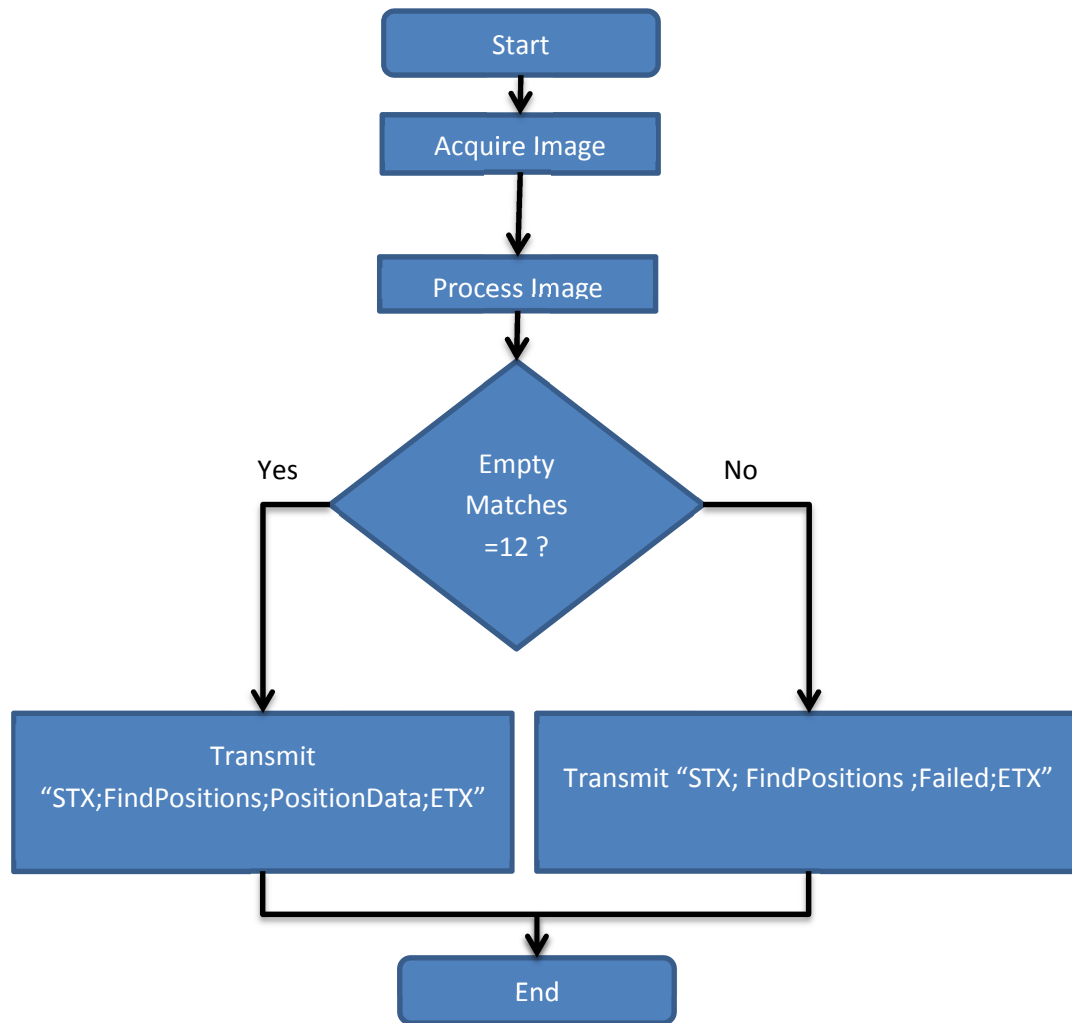 Start
Acquire Image
Process Image
Yes
Empty
Matches
=12 ?
No
Transmit
“STX;FindPositions;PositionData;ETX”
Transmit “STX; FindPositions ;Failed;ETX”
End